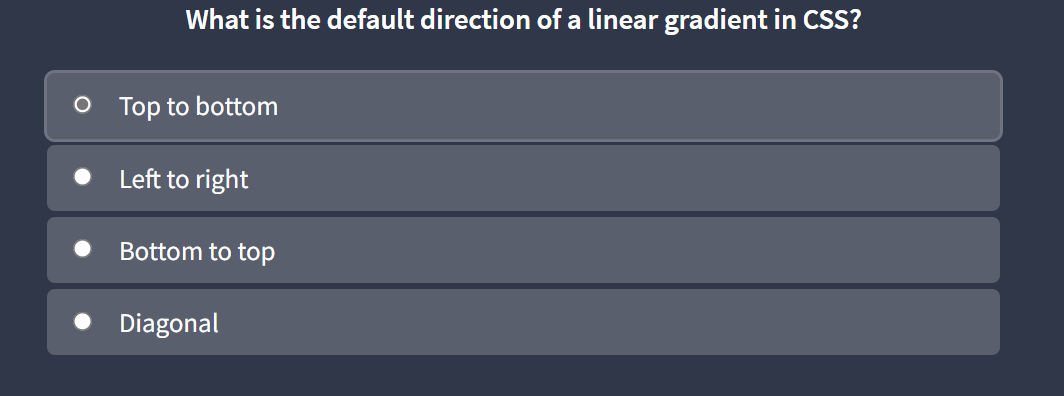 What is the default direction of a linear gradient in CSS?
Top to bottom
Left to right
Bottom to top
Diagonal